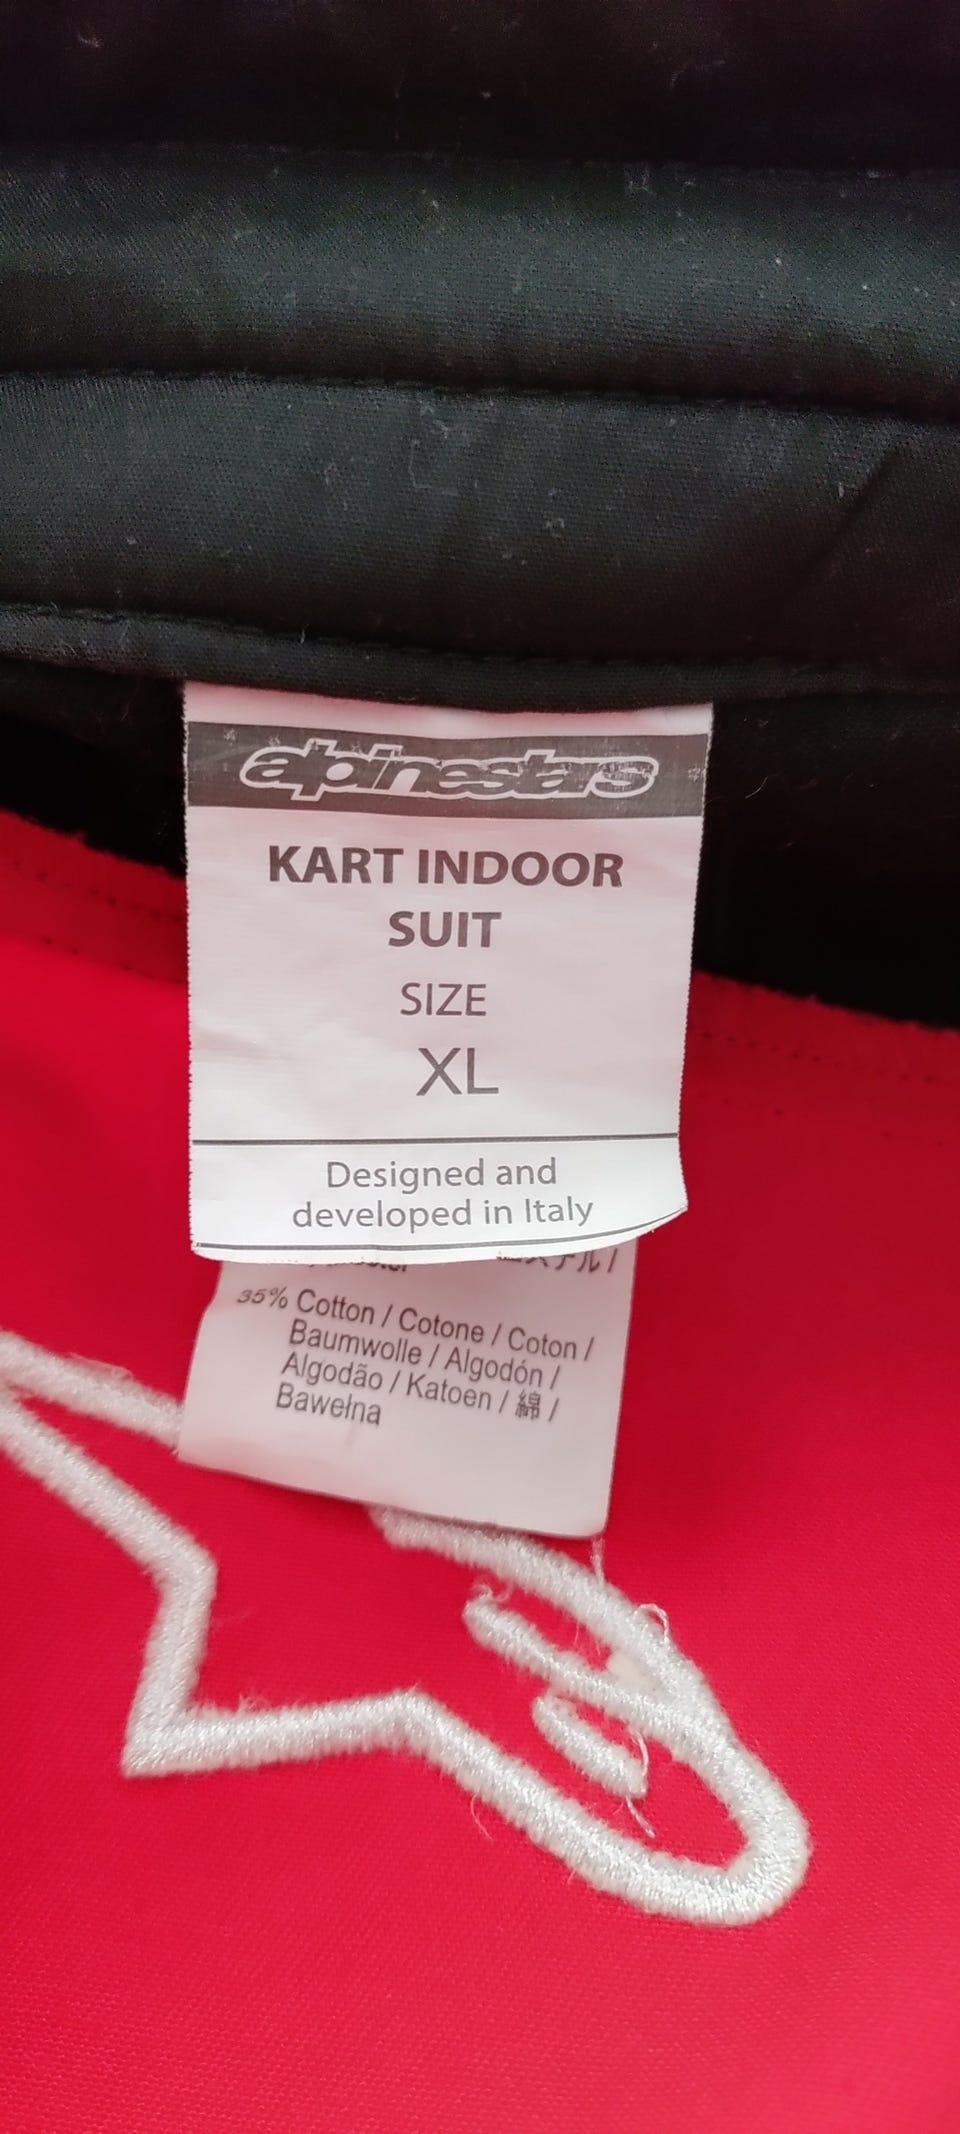 alpinestars
KART INDOOR
SUIT
SIZE
XL
Designed and
developed in Italy
35% Cotton / Cotone / Coton /
Baumwolle / Algodón /
Algodão / Katoen / 綿 /
Bawełna